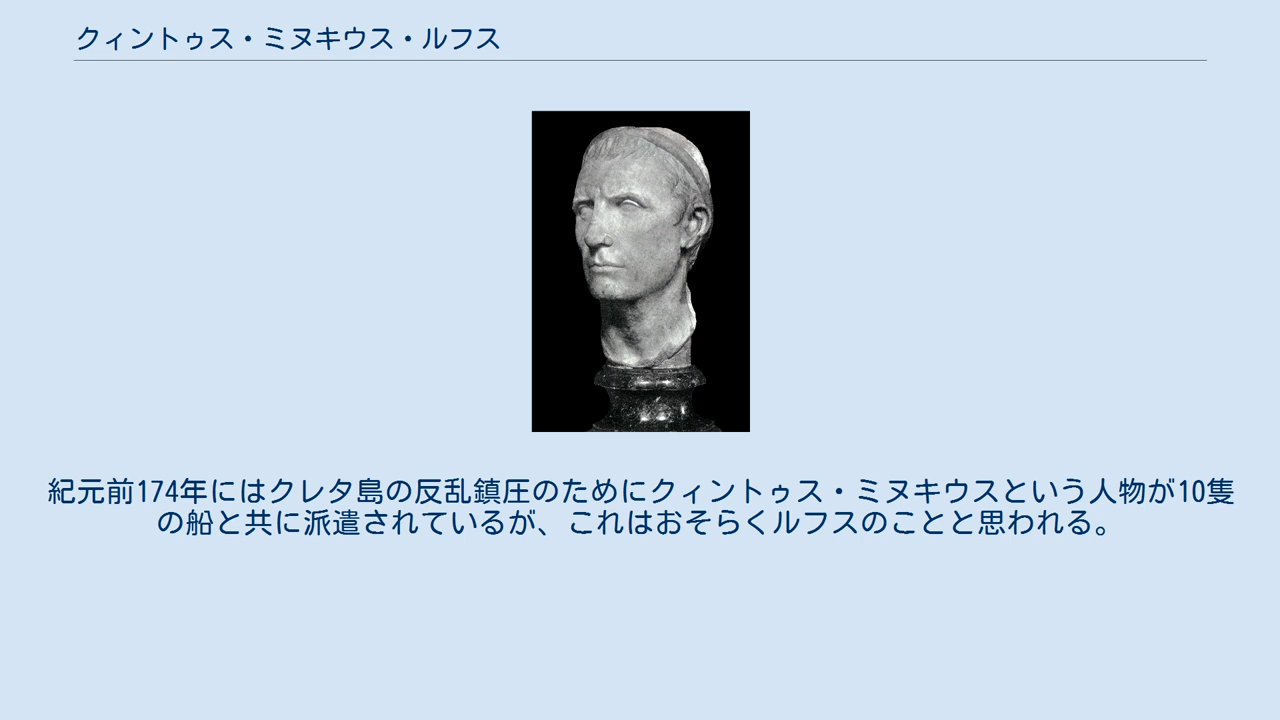 クィントゥス・ミヌキウス・ルフス
紀元前174年にはクレタ島の反乱鎮圧のためにクィントゥス・ミヌキウスという人物が10隻
の船と共に派遣されているが、これはおそらくルフスのことと思われる。